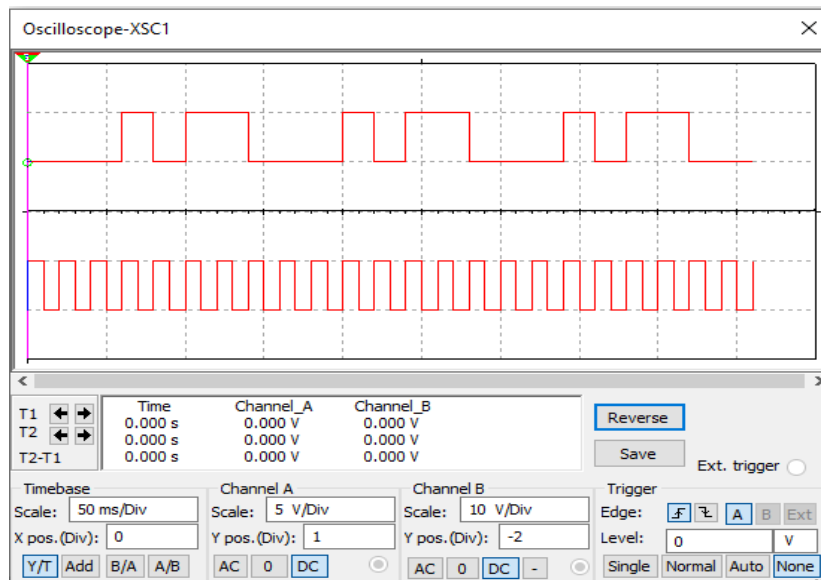 Oscilloscope-XSC1
T1
T2
T2-T1
Time Channel_A Channel_B
0.000 s 0.000 V 0.000 V
0.000 s 0.000 V 0.000 V
0.000 s 0.000 V 0.000 V
Reverse
Save
Ext. trigger
Timebase
Scale: 50 ms/Div
X pos.(Div): 0
Y/T Add B/A A/B
Channel A
Scale: 5 V/Div
Y pos.(Div): 1
AC 0 DC
Channel B
Scale: 10 V/Div
Y pos.(Div): -2
AC 0 DC -
Trigger
Edge: A B Ext
Level: 0 V
Single Normal Auto None